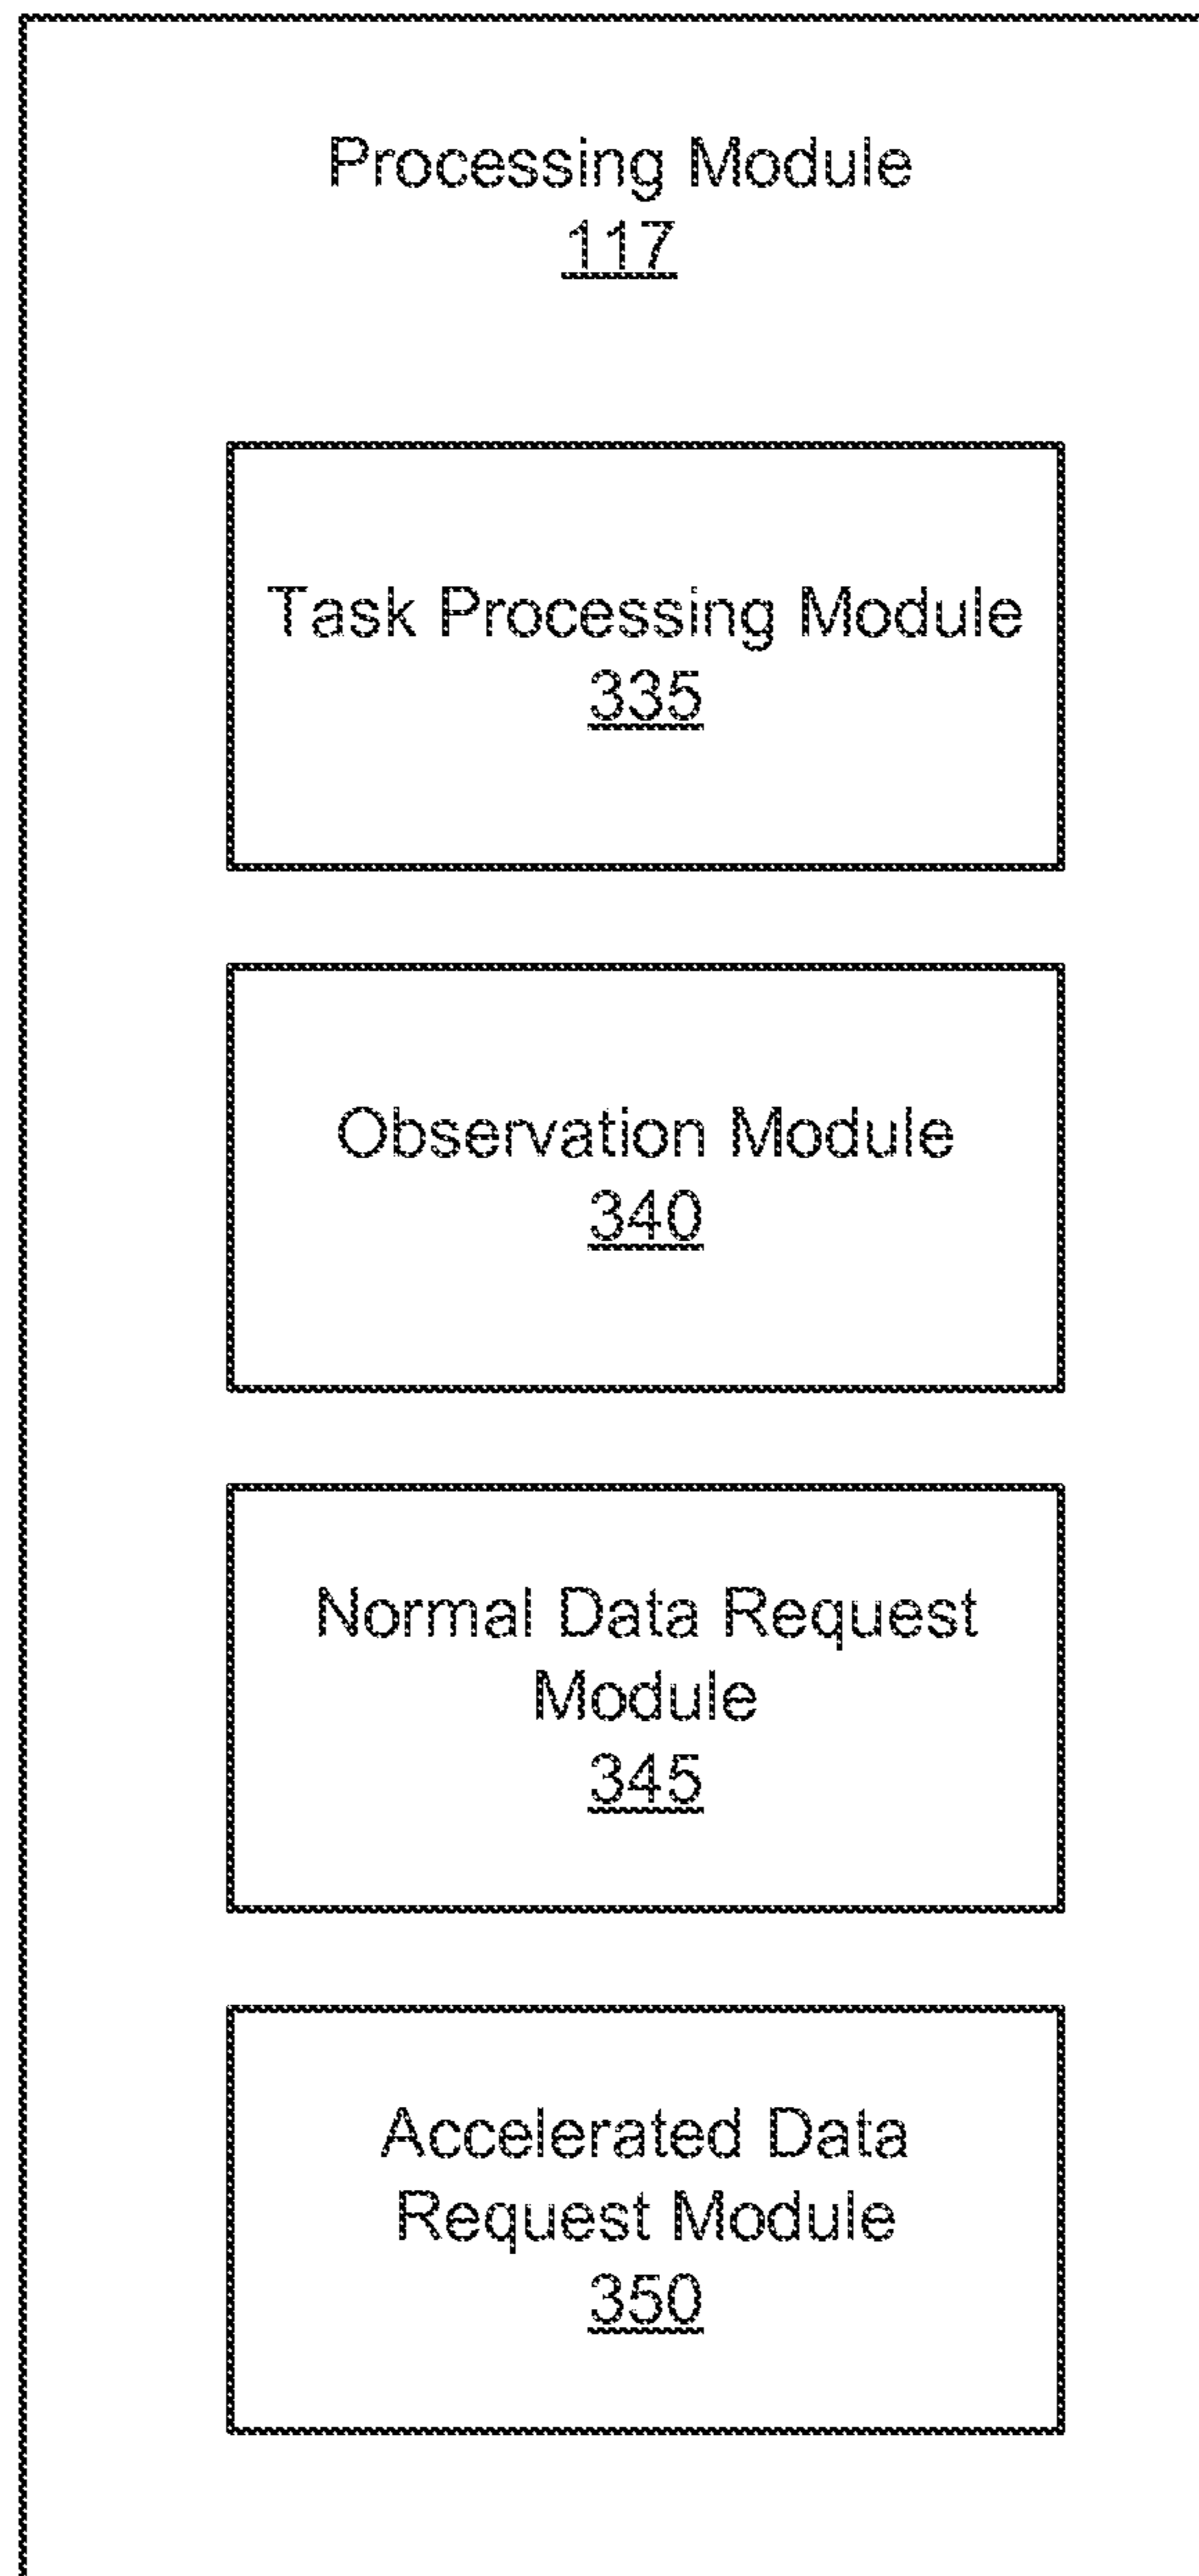 Processing Module
117
Task Processing Module
335
Observation Module
340
Normal Data Request
Module
345
Accelerated Data
Request Module
350